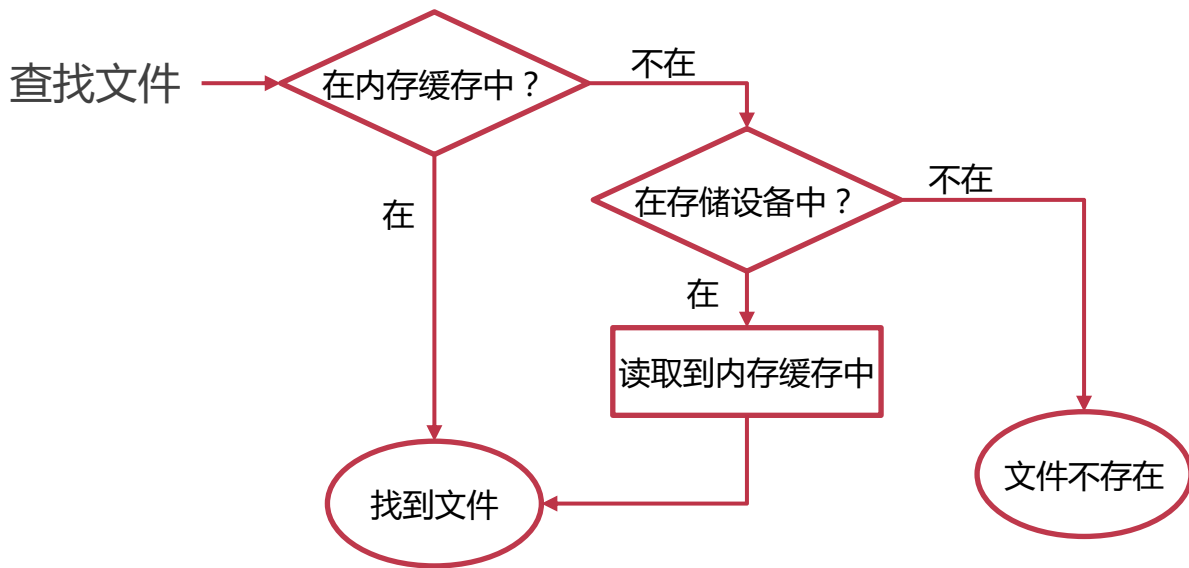 查找文件
在内存缓存中？
不在
在
在存储设备中？
不在
在
读取到内存缓存中
找到文件
文件不存在